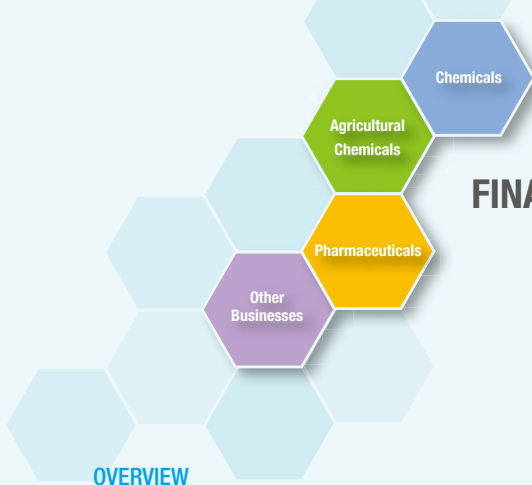 Chemicals
Agricultural
Chemicals
FINA
Pharmaceuticals
Other
Businesses
OVERVIEW